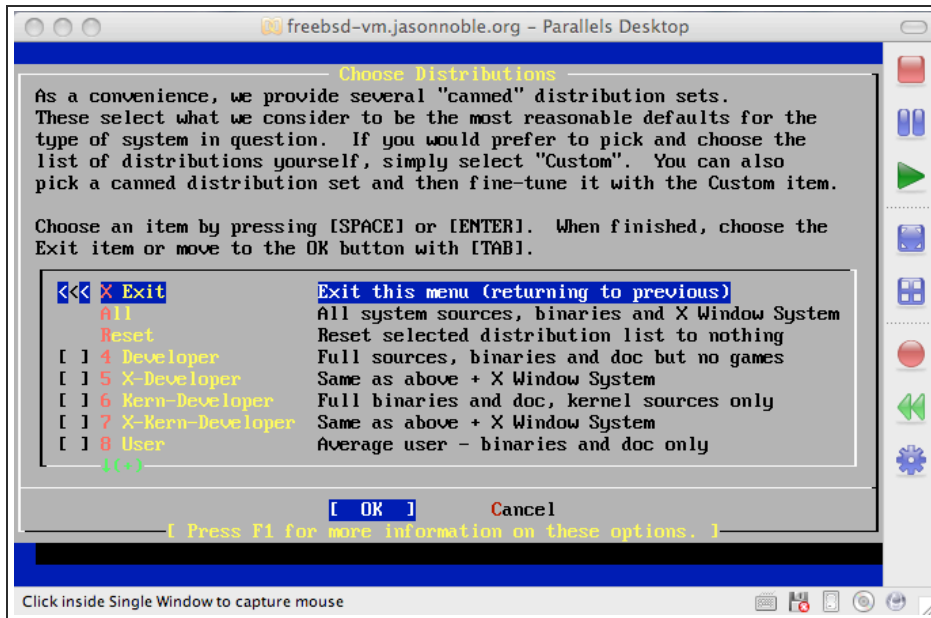 freebsd-vm.jasonnoble.org – Parallels Desktop
Choose Distributions
As a convenience, we provide several "canned" distribution sets.
These select what we consider to be the most reasonable defaults for the
type of system in question.  If you would prefer to pick and choose the
list of distributions yourself, simply select "Custom".  You can also
pick a canned distribution set and then fine-tune it with the Custom item.
Choose an item by pressing [SPACE] or [ENTER].  When finished, choose the
Exit item or move to the OK button with [TAB].
<<< X Exit Exit this menu (returning to previous)
All All system sources, binaries and X Window System
Reset Reset selected distribution list to nothing
[ ] 4 Developer Full sources, binaries and doc but no games
[ ] 5 X-Developer Same as above + X Window System
[ ] 6 Kern-Developer Full binaries and doc, kernel sources only
[ ] 7 X-Kern-Developer Same as above + X Window System
[ ] 8 User Average user - binaries and doc only
[ OK ] Cancel
[ Press F1 for more information on these options. ]
Click inside Single Window to capture mouse